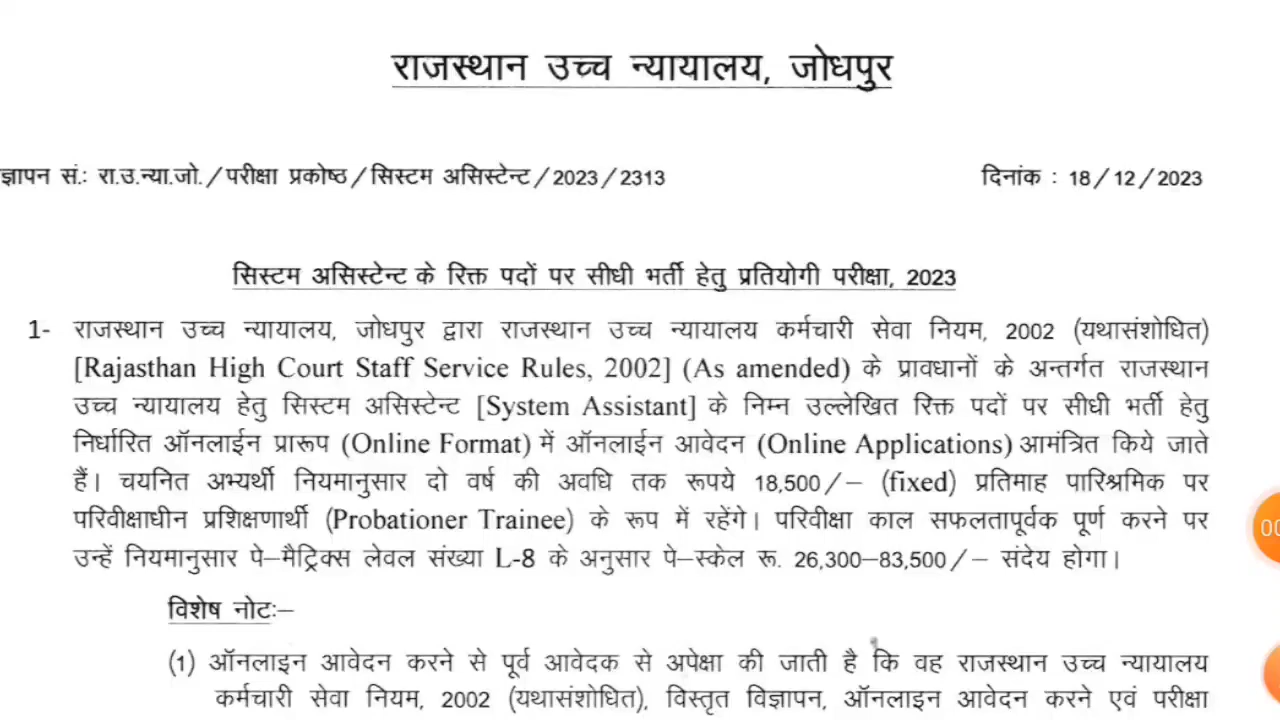 राजस्थान उच्च न्यायालय, जोधपुर
ज्ञापन सं.: रा.उ.न्या.जो./परीक्षा प्रकोष्ठ/सिस्टम असिस्टेन्ट/2023/2313 दिनांक : 18/12/2023
सिस्टम असिस्टेन्ट के रिक्त पदों पर सीधी भर्ती हेतु प्रतियोगी परीक्षा, 2023
1- राजस्थान उच्च न्यायालय, जोधपुर द्वारा राजस्थान उच्च न्यायालय कर्मचारी सेवा नियम, 2002 (यथासंशोधित)
[Rajasthan High Court Staff Service Rules, 2002] (As amended) के प्रावधानों के अन्तर्गत राजस्थान
उच्च न्यायालय हेतु सिस्टम असिस्टेन्ट [System Assistant] के निम्न उल्लेखित रिक्त पदों पर सीधी भर्ती हेतु
निर्धारित ऑनलाईन प्रारूप (Online Format) में ऑनलाईन आवेदन (Online Applications) आमंत्रित किये जाते
हैं। चयनित अभ्यर्थी नियमानुसार दो वर्ष की अवधि तक रूपये 18,500/– (fixed) प्रतिमाह पारिश्रमिक पर
परिवीक्षाधीन प्रशिक्षणार्थी (Probationer Trainee) के रूप में रहेंगे। परिवीक्षा काल सफलतापूर्वक पूर्ण करने पर
उन्हें नियमानुसार पे–मैट्रिक्स लेवल संख्या L-8 के अनुसार पे–स्केल रू. 26,300–83,500/– संदेय होगा।
विशेष नोटः–
(1) ऑनलाइन आवेदन करने से पूर्व आवेदक से अपेक्षा की जाती है कि वह राजस्थान उच्च न्यायालय
कर्मचारी सेवा नियम, 2002 (यथासंशोधित), विस्तृत विज्ञापन, ऑनलाइन आवेदन करने एवं परीक्षा